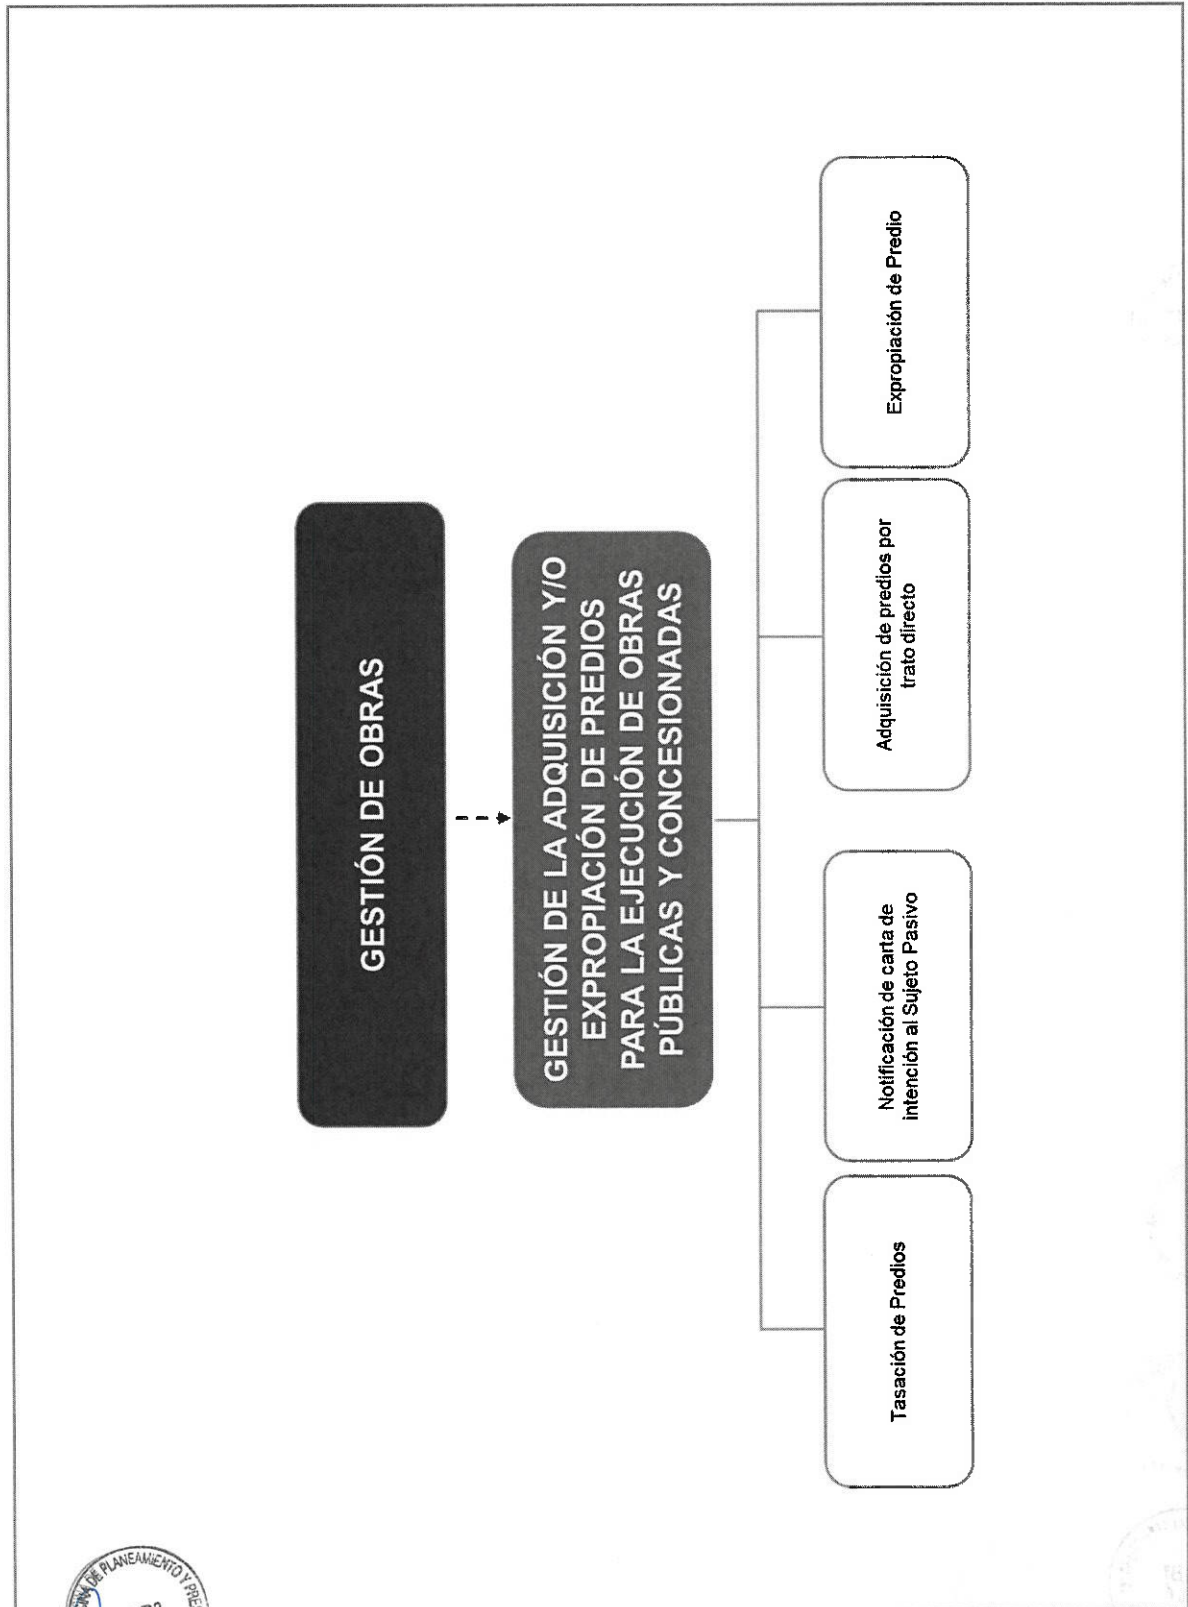 GESTIÓN DE OBRAS
GESTIÓN DE LA ADQUISICIÓN Y/O
EXPROPIACIÓN DE PREDIOS
PARA LA EJECUCIÓN DE OBRAS
PÚBLICAS Y CONCESIONADAS
Tasación de Predios
Notificación de carta de
intención al Sujeto Pasivo
Adquisición de predios por
trato directo
Expropiación de Predio
DE PLANEAMIENTO Y